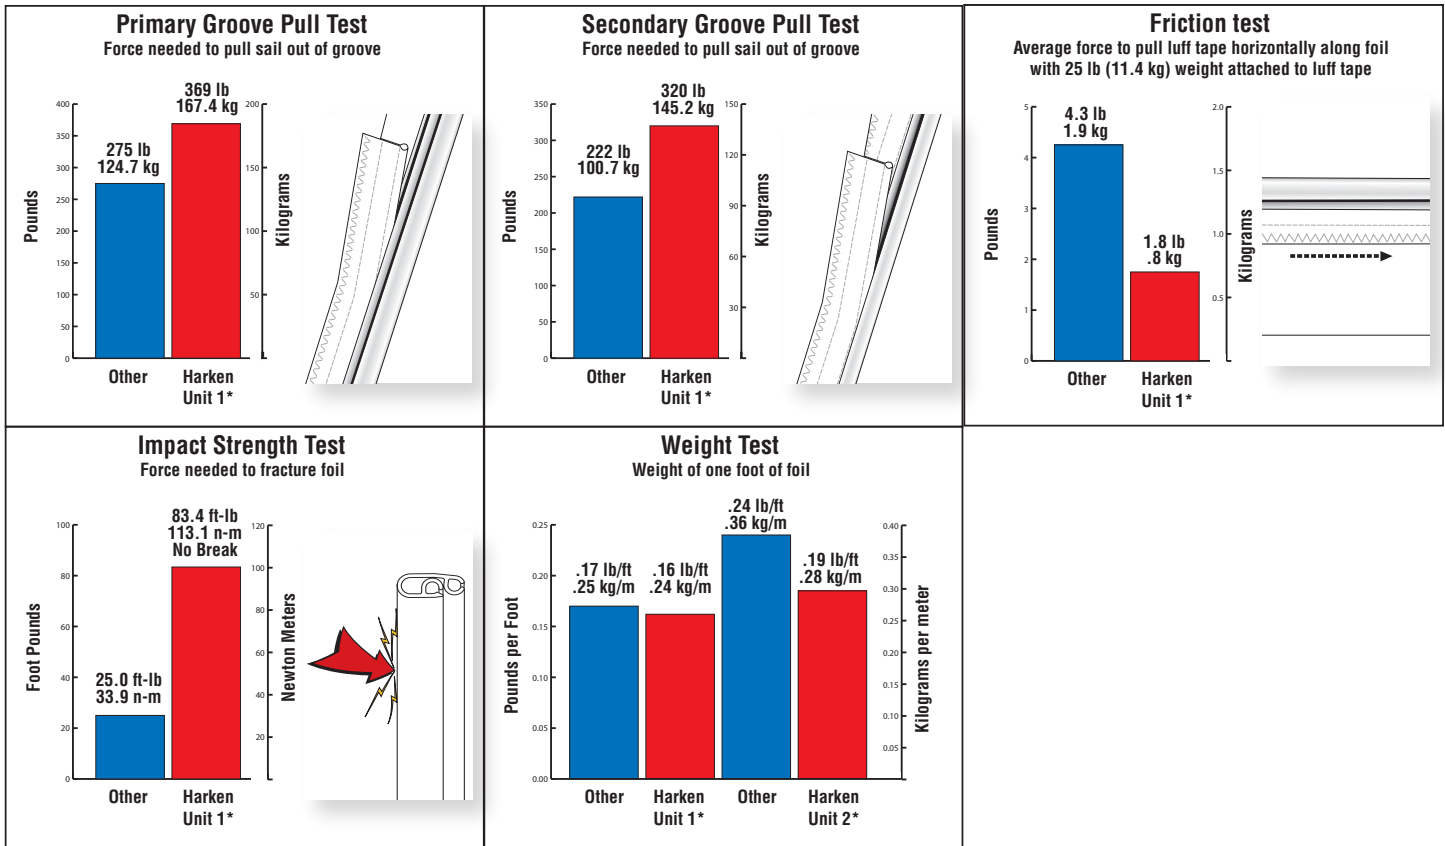 Primary Groove Pull Test
Force needed to pull sail out of groove
369 lb
167.4 kg
275 lb
124.7 kg
Pounds
400
350
300
250
200
150
100
50
0
200
150
100
50
Kilograms
Other
Harken
Unit 1*
Secondary Groove Pull Test
Force needed to pull sail out of groove
320 lb
145.2 kg
222 lb
100.7 kg
Pounds
350
300
250
200
150
100
50
0
150
120
90
60
30
Kilograms
Other
Harken
Unit 1*
Friction test
Average force to pull luff tape horizontally along foil
with 25 lb (11.4 kg) weight attached to luff tape
4.3 lb
1.9 kg
1.8 lb
.8 kg
Pounds
5
4
3
2
1
0
2.0
1.5
1.0
0.5
Kilograms
Other
Harken
Unit 1*
Impact Strength Test
Force needed to fracture foil
83.4 ft-lb
113.1 n-m
No Break
25.0 ft-lb
33.9 n-m
Foot Pounds
100
80
60
40
20
0
120
100
80
60
40
20
Newton Meters
Other
Harken
Unit 1*
Weight Test
Weight of one foot of foil
.17 lb/ft
.25 kg/m
.16 lb/ft
.24 kg/m
.24 lb/ft
.36 kg/m
.19 lb/ft
.28 kg/m
Pounds per Foot
0.25
0.20
0.15
0.10
0.05
0.00
0.40
0.35
0.30
0.25
0.20
0.15
0.10
0.05
Kilograms per meter
Other
Harken
Unit 1*
Other
Harken
Unit 2*